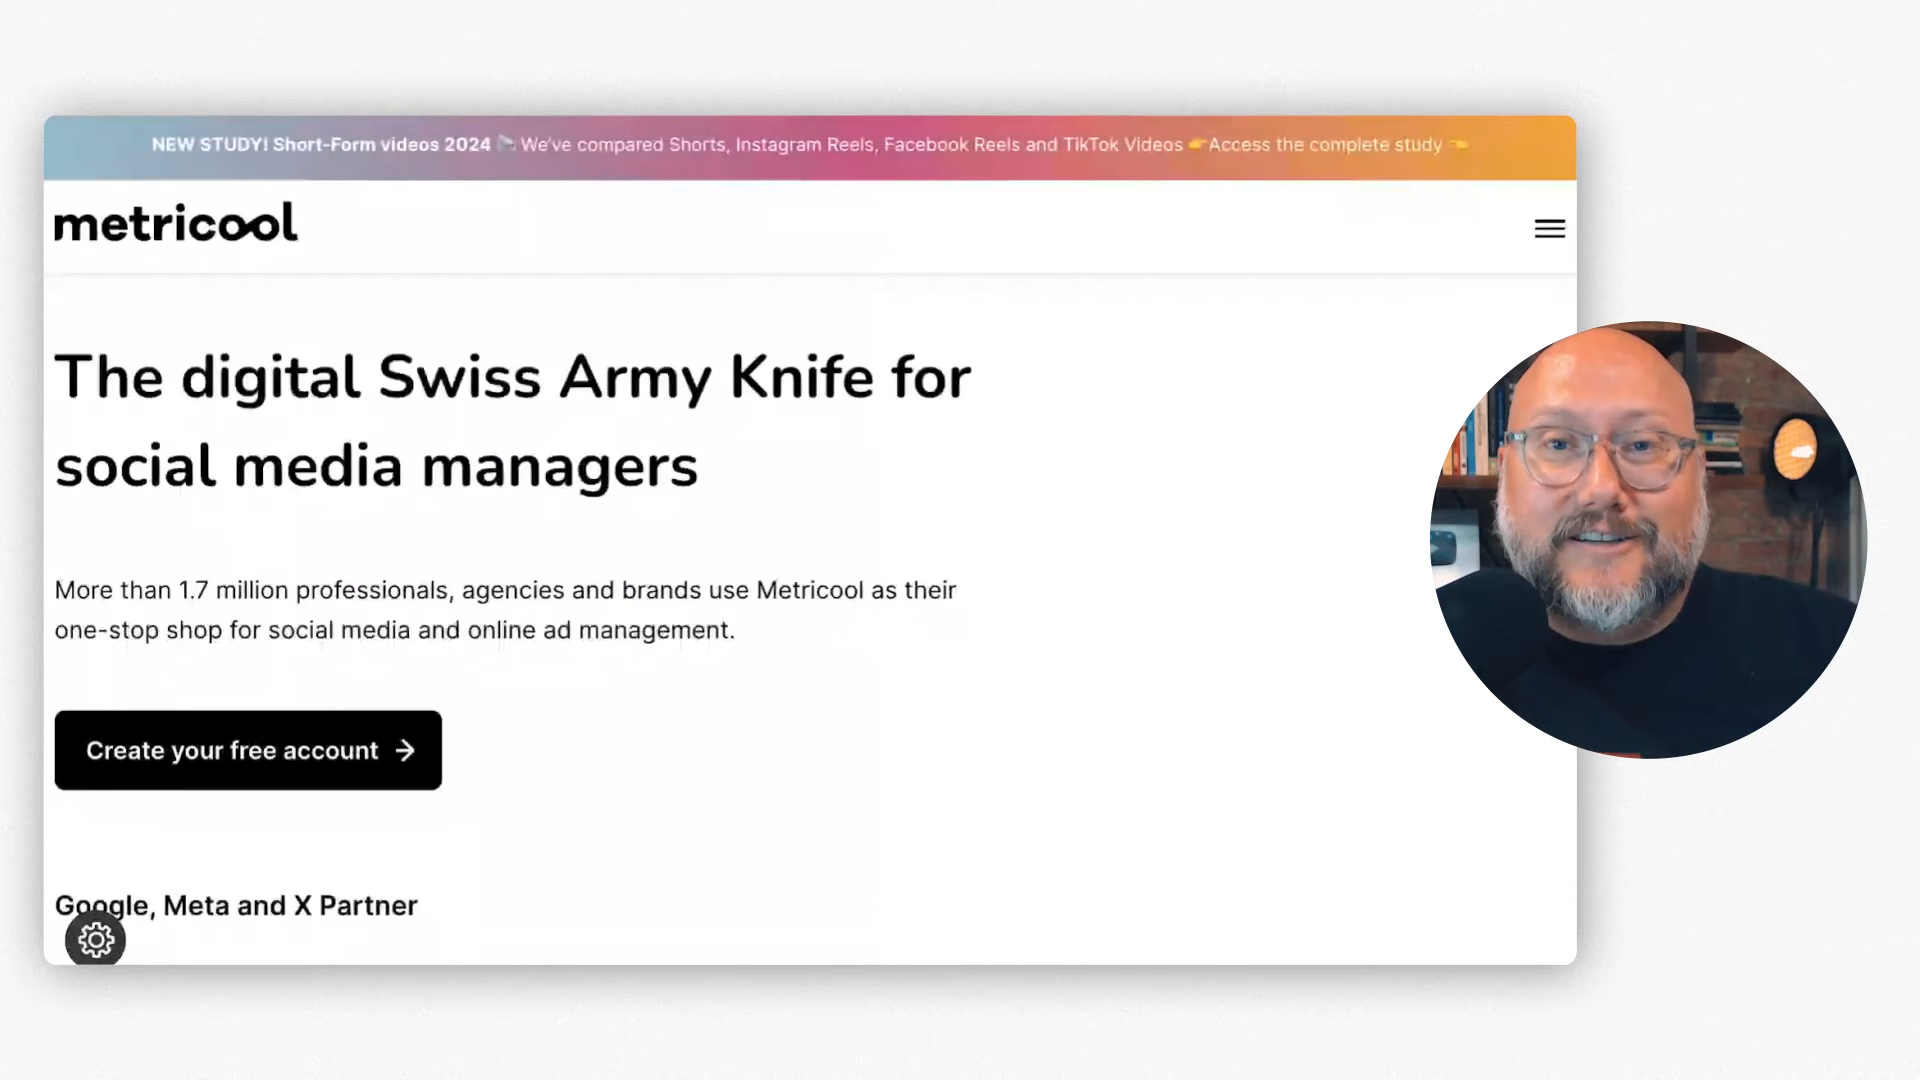 NEW STUDY! Short-Form videos 2024 We've compared Shorts, Instagram Reels, Facebook Reels and TikTok Videos 👉Access the complete study 👈
metricool
The digital Swiss Army Knife for
social media managers
More than 1.7 million professionals, agencies and brands use Metricool as their
one-stop shop for social media and online ad management.
Create your free account →
Google, Meta and X Partner